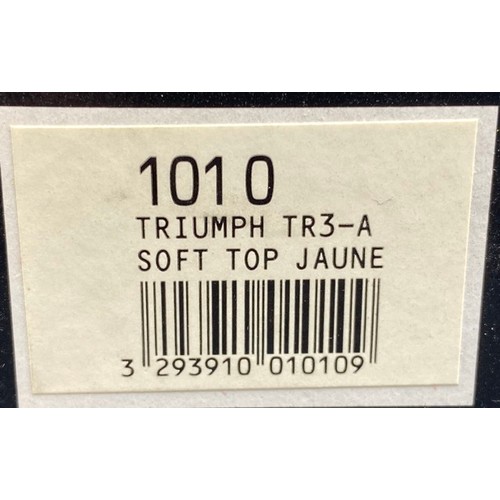 1010
TRIUMPH TR3-A
SOFT TOP JAUNE
3 293910 010109